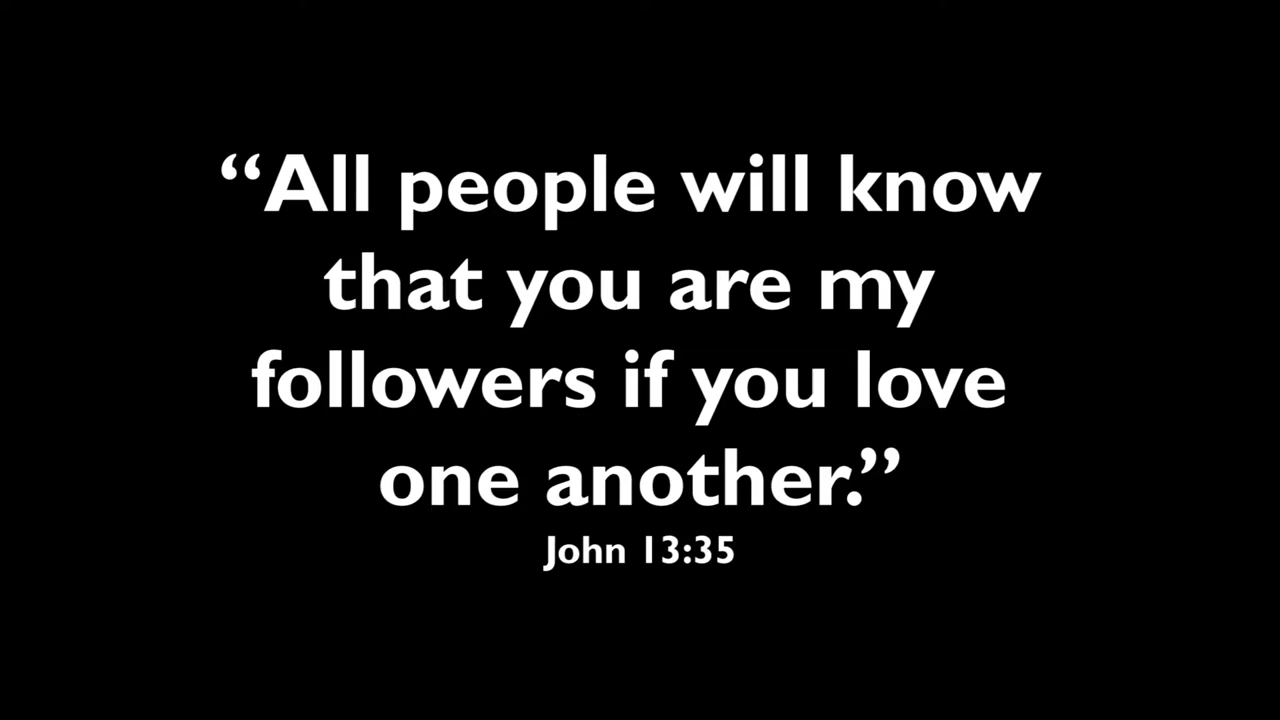 “All people will know
that you are my
followers if you love
one another.”
John 13:35